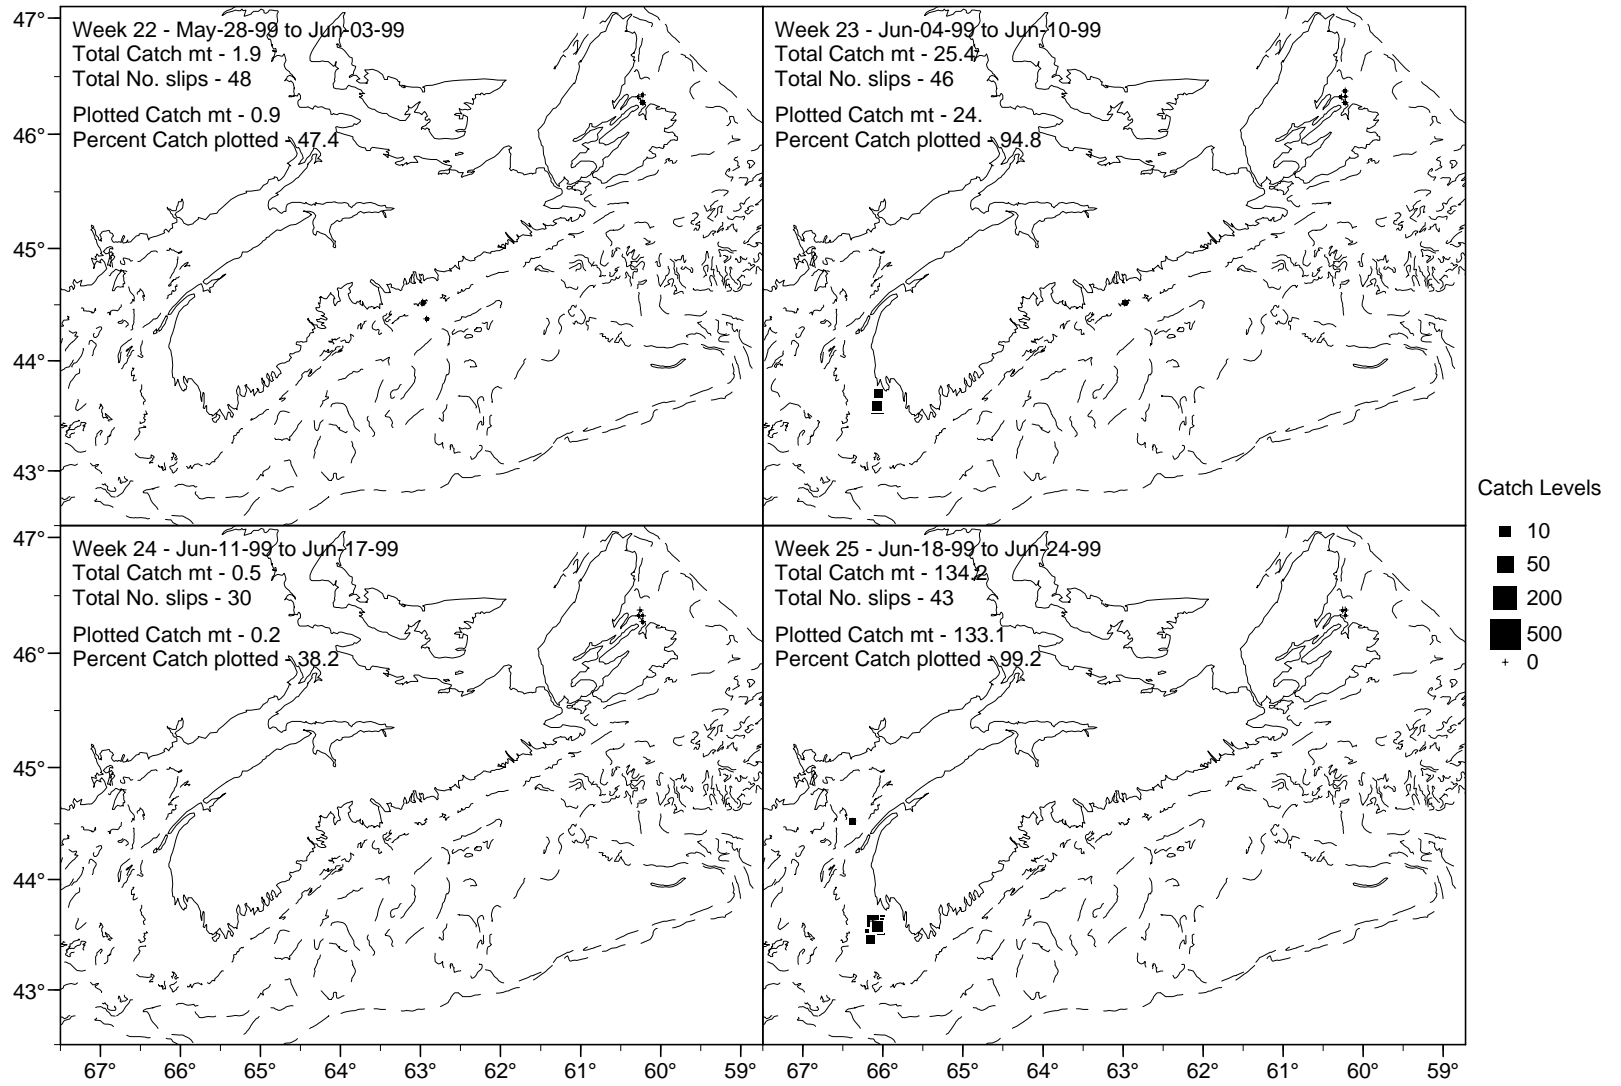 47°
46°
45°
44°
43°
Week 22 - May-28-99 to Jun-03-99
Total Catch mt - 1.9
Total No. slips - 48
Plotted Catch mt - 0.9
Percent Catch plotted - 47.4
Week 23 - Jun-04-99 to Jun-10-99
Total Catch mt - 25.4
Total No. slips - 46
Plotted Catch mt - 24.
Percent Catch plotted - 94.8
47°
46°
45°
44°
43°
Week 24 - Jun-11-99 to Jun-17-99
Total Catch mt - 0.5
Total No. slips - 30
Plotted Catch mt - 0.2
Percent Catch plotted - 38.2
Week 25 - Jun-18-99 to Jun-24-99
Total Catch mt - 134.2
Total No. slips - 43
Plotted Catch mt - 133.1
Percent Catch plotted - 99.2
67° 66° 65° 64° 63° 62° 61° 60° 59°
67° 66° 65° 64° 63° 62° 61° 60° 59°
Catch Levels
10
50
200
500
0